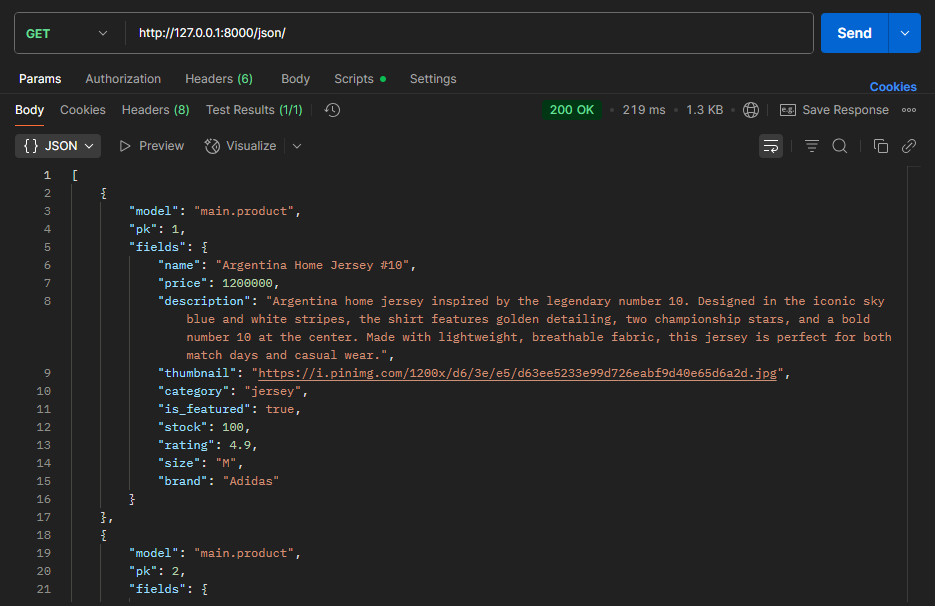 GET http://127.0.0.1:8000/json/ Send
Params Authorization Headers (6) Body Scripts Settings
Cookies
Body Cookies Headers (8) Test Results (1/1) 200 OK 219 ms 1.3 KB e.g. Save Response
{} JSON Preview Visualize
1 [
2 {
3 "model": "main.product",
4 "pk": 1,
5 "fields": {
6 "name": "Argentina Home Jersey #10",
7 "price": 1200000,
8 "description": "Argentina home jersey inspired by the legendary number 10. Designed in the iconic sky
blue and white stripes, the shirt features golden detailing, two championship stars, and a bold
number 10 at the center. Made with lightweight, breathable fabric, this jersey is perfect for both
match days and casual wear.",
9 "thumbnail": "https://i.pinimg.com/1200x/d6/3e/e5/d63ee5233e99d726eabf9d40e65d6a2d.jpg",
10 "category": "jersey",
11 "is_featured": true,
12 "stock": 100,
13 "rating": 4.9,
14 "size": "M",
15 "brand": "Adidas"
16 }
17 },
18 {
19 "model": "main.product",
20 "pk": 2,
21 "fields": {